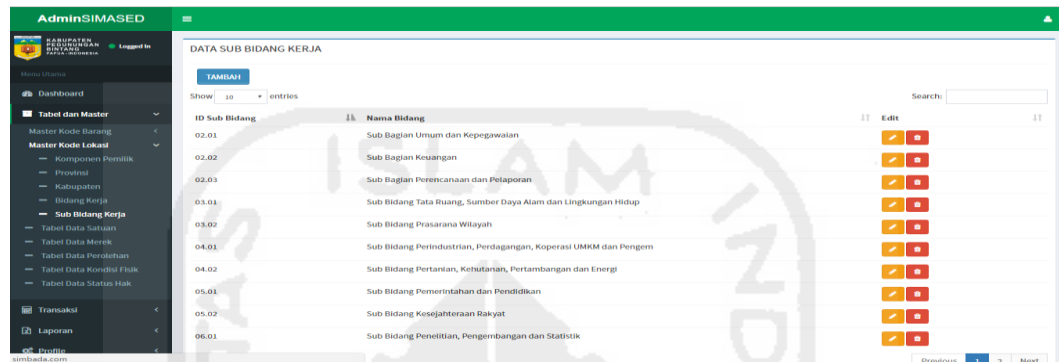 AdminSIMASED
KABUPATEN
PEGUNUNGAN
BINTANG
PAPUA-INDONESIA
Logged In
Menu Utama
Dashboard
Tabel dan Master
Master Kode Barang
Master Kode Lokasi
Komponen Pemilik
Provinsi
Kabupaten
Bidang Kerja
Sub Bidang Kerja
Tabel Data Satuan
Tabel Data Merek
Tabel Data Perolehan
Tabel Data Kondisi Fisik
Tabel Data Status Hak
Transaksi
Laporan
Profile
simbada.com
DATA SUB BIDANG KERJA
TAMBAH
Show 10 entries
Search:
ID Sub Bidang Nama Bidang Edit
02.01 Sub Bagian Umum dan Kepegawaian
02.02 Sub Bagian Keuangan
02.03 Sub Bagian Perencanaan dan Pelaporan
03.01 Sub Bidang Tata Ruang, Sumber Daya Alam dan Lingkungan Hidup
03.02 Sub Bidang Prasarana Wilayah
04.01 Sub Bidang Perindustrian, Perdagangan, Koperasi UMKM dan Pengem
04.02 Sub Bidang Pertanian, Kehutanan, Pertambangan dan Energi
05.01 Sub Bidang Pemerintahan dan Pendidikan
05.02 Sub Bidang Kesejahteraan Rakyat
06.01 Sub Bidang Penelitian, Pengembangan dan Statistik
Previous 1 2 Next
ISLAM